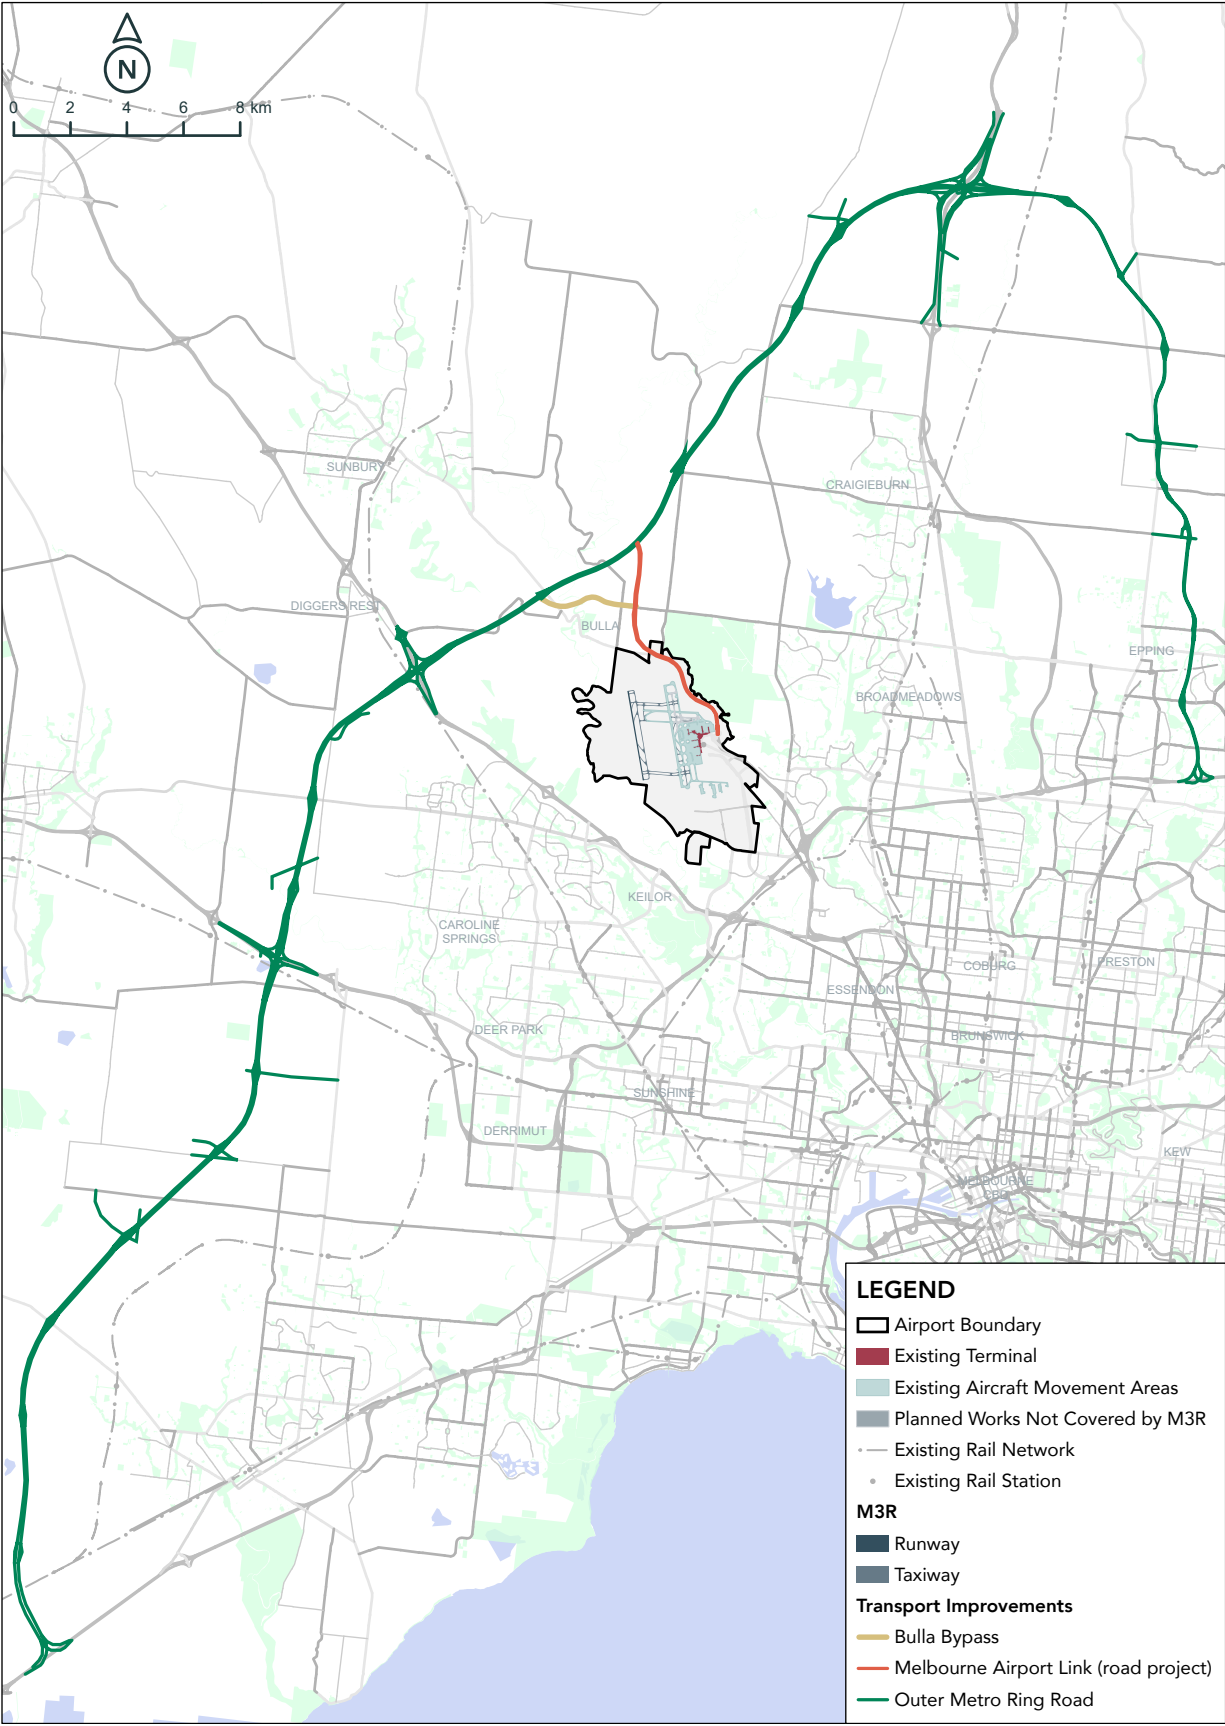 N
0 2 4 6 8 km
SUNBURY
CRAIGIEBURN
DIGGERS REST
BULLA
EPPING
BROADMEADOWS
KEILOR
CAROLINE
SPRINGS
COBURG
PRESTON
ESSENDON
DEER PARK
BRUNSWICK
SUNSHINE
DERRIMUT
KEW
MELBOURNE
CBD
LEGEND
Airport Boundary
Existing Terminal
Existing Aircraft Movement Areas
Planned Works Not Covered by M3R
Existing Rail Network
Existing Rail Station
M3R
Runway
Taxiway
Transport Improvements
Bulla Bypass
Melbourne Airport Link (road project)
Outer Metro Ring Road